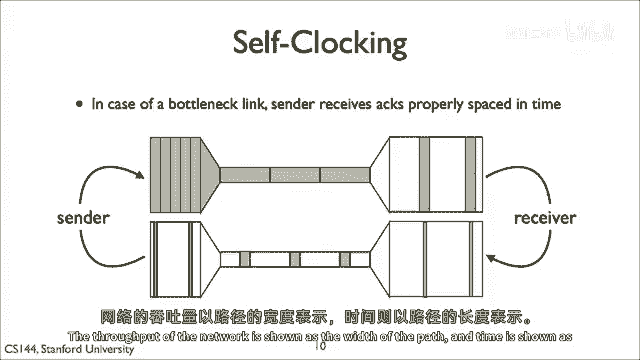 Self-Clocking
• In case of a bottleneck link, sender receives acks properly spaced in time
sender
receiver
网络的吞吐量以路径的宽度表示，时间则以路径的长度表示。
The throughput of the network is shown as the width of the path, and time is shown as
CS144, Stanford University